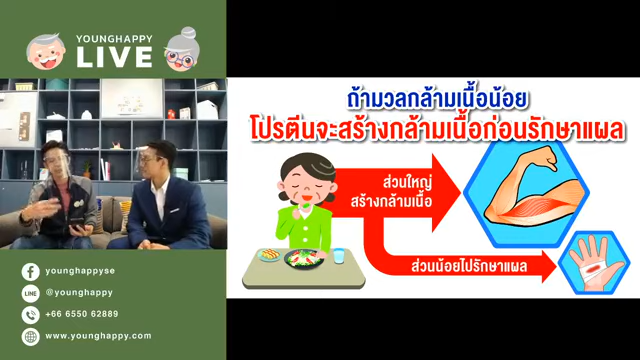 YOUNGHAPPY
LIVE
ถ้ามวลกล้ามเนื้อน้อย
โปรตีนจะสร้างกล้ามเนื้อก่อนรักษาแผล
ส่วนใหญ่
สร้างกล้ามเนื้อ
ส่วนน้อยไปรักษาแผล
younghappyse
LINE @younghappy
+66 6550 62889
www.younghappy.com